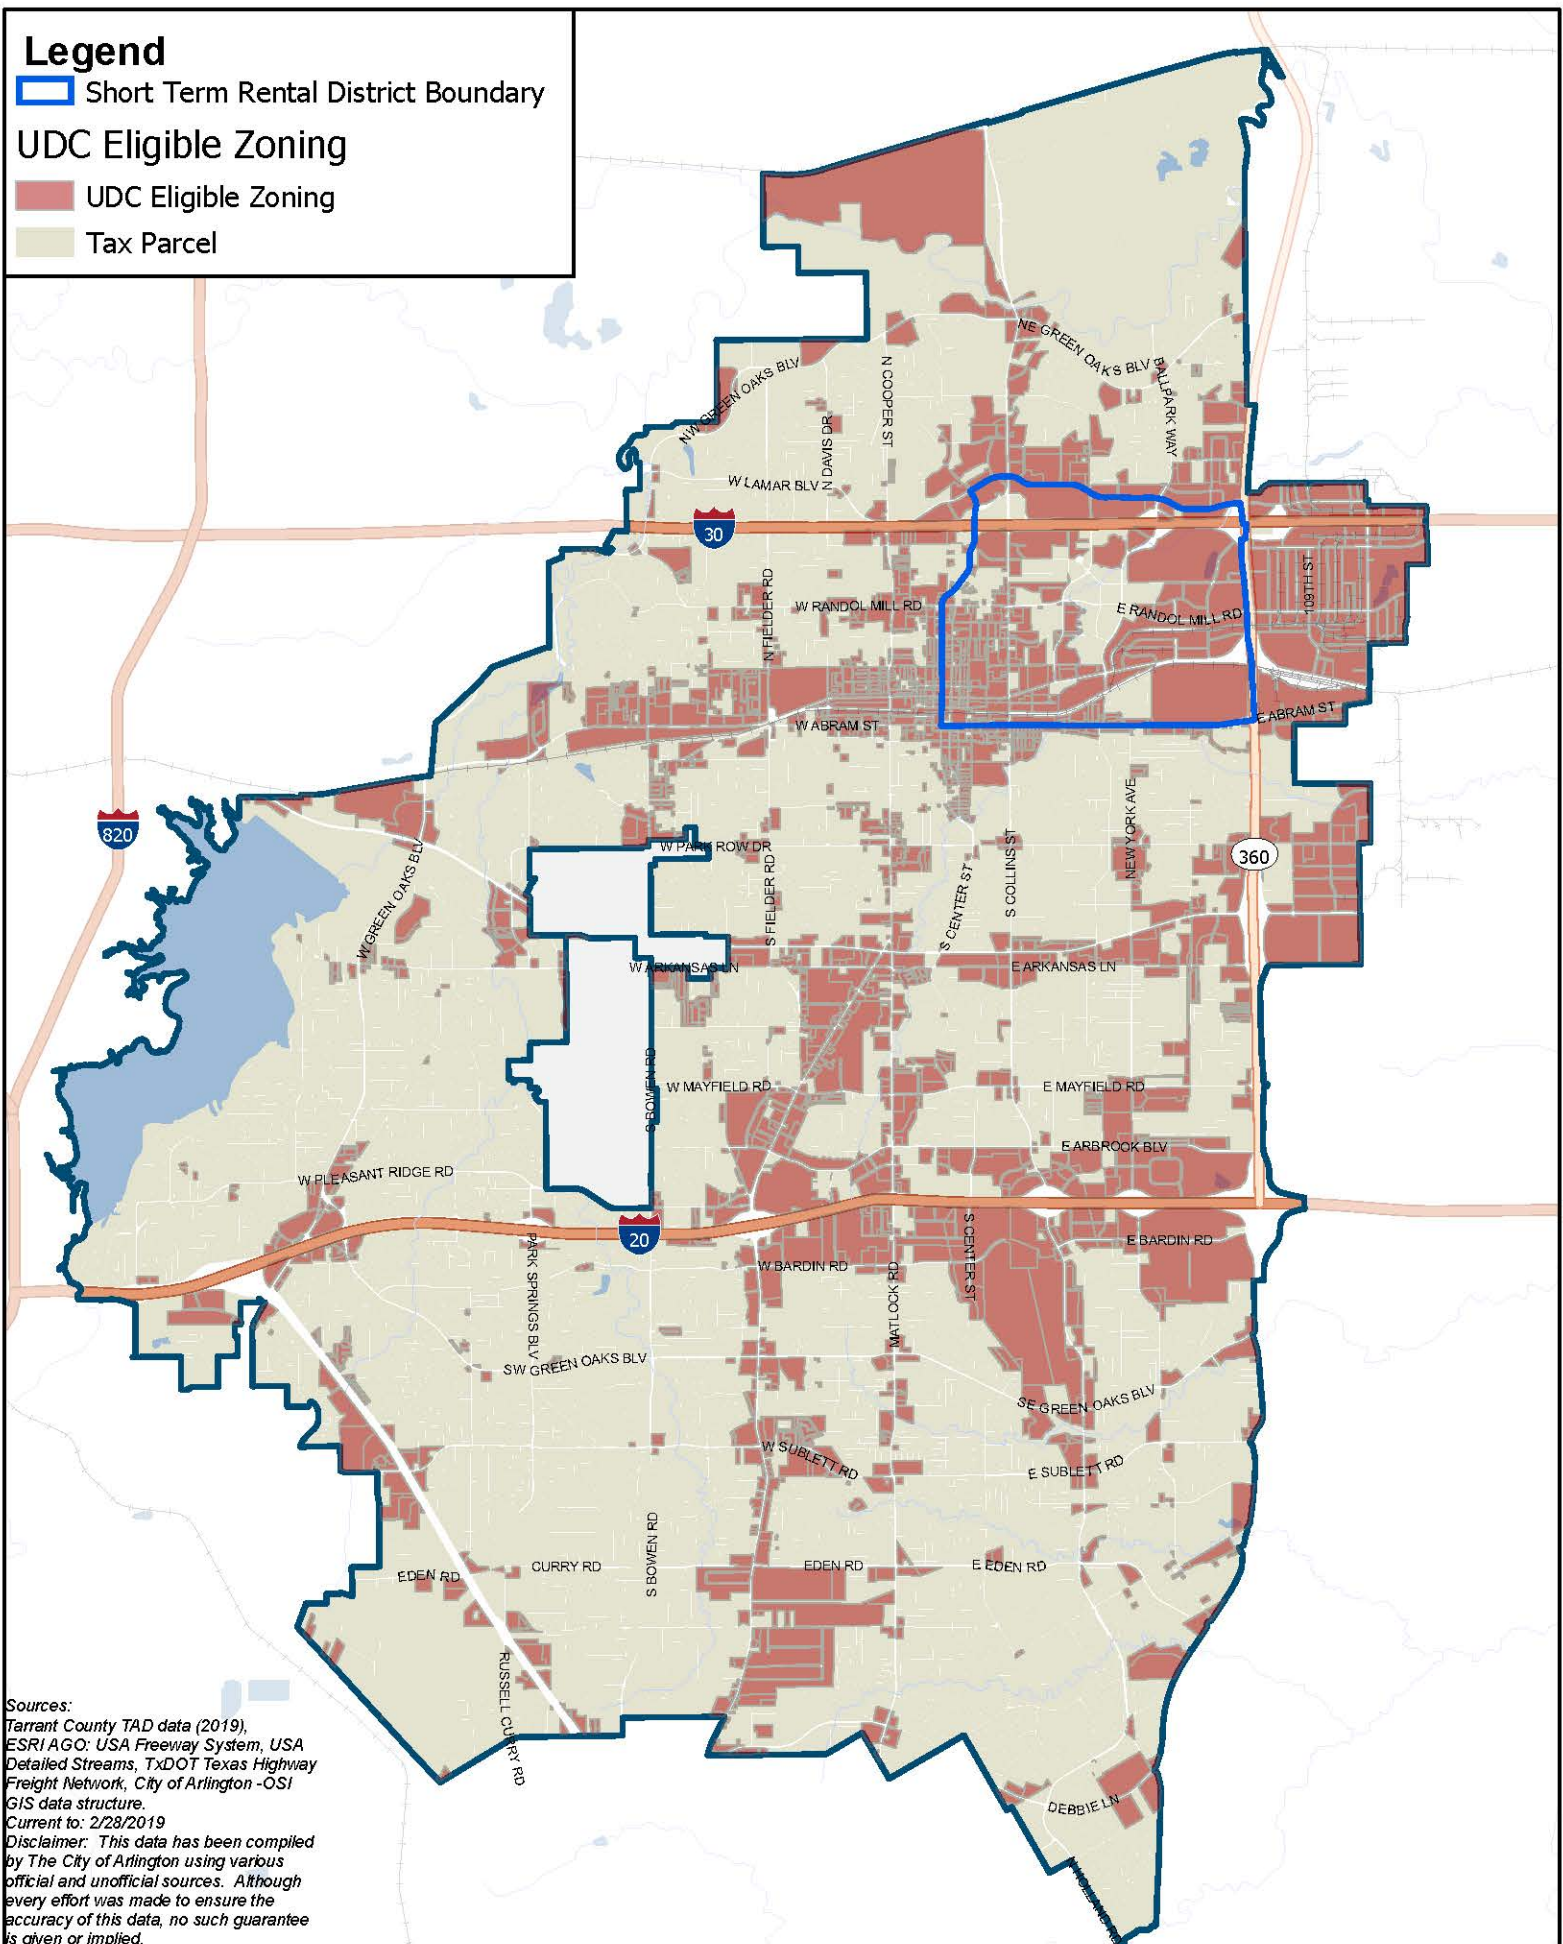 Legend
Short Term Rental District Boundary
UDC Eligible Zoning
UDC Eligible Zoning
Tax Parcel
NE GREEN OAKS BLV
BALLPARK WAY
N COOPER ST
NW GREEN OAKS BLV
N DAVIS DR
W LAMAR BLV
30
109TH ST
N FIELDER RD
W RANDOL MILL RD
E RANDOL MILL RD
W ABRAM ST
E ABRAM ST
820
NEW YORK AVE
W PARK ROW DR
360
W GREEN OAKS BLV
S FIELDER RD
S CENTER ST
S COLLINS ST
W ARKANSAS LN
E ARKANSAS LN
S BOWEN RD
W MAYFIELD RD
E MAYFIELD RD
E ARBROOK BLV
W PLEASANT RIDGE RD
20
PARK SPRINGS BLV
W BARDIN RD
MATLOCK RD
S CENTER ST
E BARDIN RD
SW GREEN OAKS BLV
SE GREEN OAKS BLV
W SUBLETT RD
E SUBLETT RD
S BOWEN RD
EDEN RD
CURRY RD
EDEN RD
E EDEN RD
RUSSELL CURRY RD
DEBBIE LN
N HOLLAND RD
Sources:
Tarrant County TAD data (2019),
ESRI AGO: USA Freeway System, USA
Detailed Streams, TxDOT Texas Highway
Freight Network, City of Arlington -OSI
GIS data structure.
Current to: 2/28/2019
Disclaimer: This data has been compiled
by The City of Arlington using various
official and unofficial sources. Although
every effort was made to ensure the
accuracy of this data, no such guarantee
is given or implied.